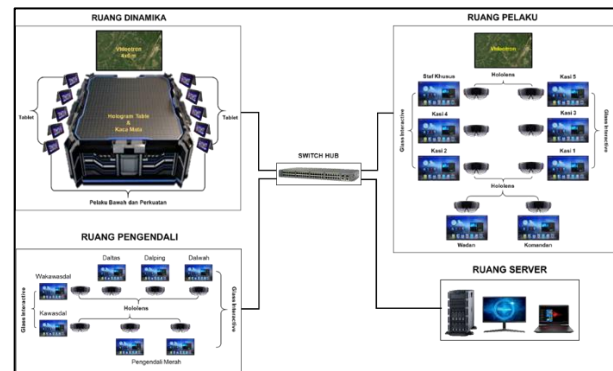 RUANG DINAMIKA
Videotron
Tablet
Tablet
Hologram Table
&
Kaca Mata
Pelaku Bawah dan Perkuatan
SWITCH HUB
RUANG PELAKU
Videotron
Staf Khusus
Hololens
Kasi 5
Kasi 4
Kasi 3
Glass Interactive
Glass Interactive
Kasi 2
Kasi 1
Hololens
Wadan
Komandan
RUANG PENGENDALI
Daltas
Dalping
Dalwah
Wakawasdal
Glass Interactive
Hololens
Glass Interactive
Kawasdal
Pengendali Merah
RUANG SERVER